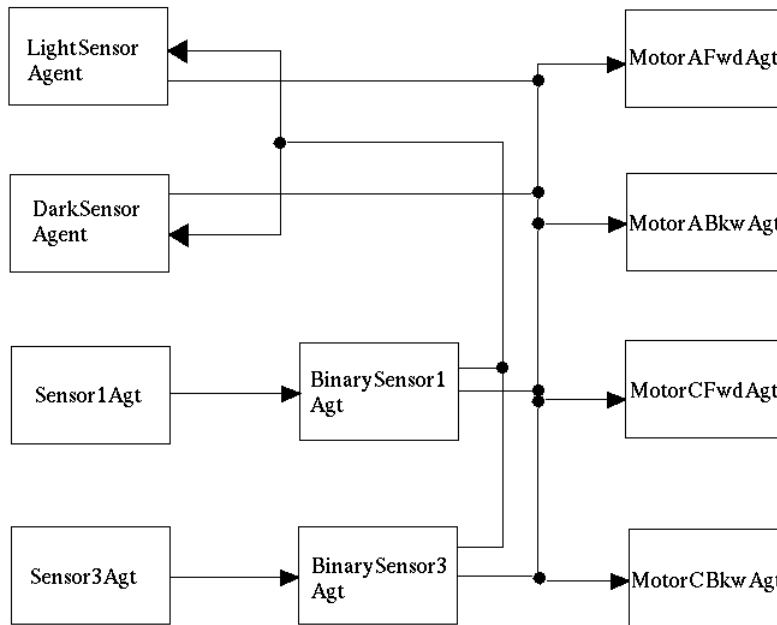 LightSensor
Agent
MotorAFwdAgt
DarkSensor
Agent
MotorABkwAgt
Sensor1Agt
BinarySensor1
Agt
MotorCFwdAgt
Sensor3Agt
BinarySensor3
Agt
MotorCBkwAgt